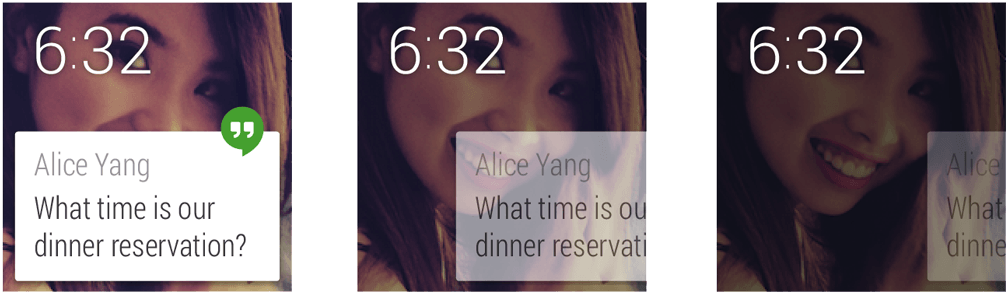 6:32
Alice Yang
What time is our
dinner reservation?
6:32
Alice Yang
What time is ou
dinner reservati
6:32
Alice
What
dinne